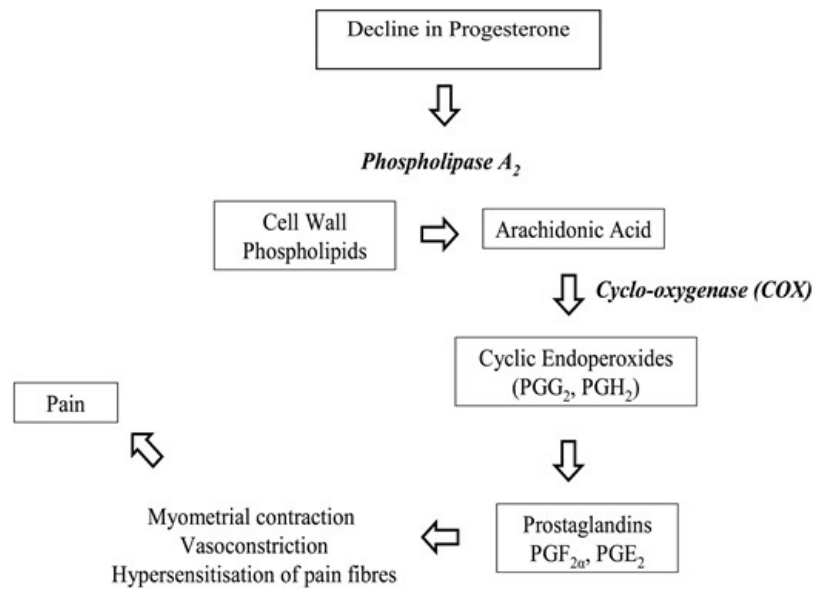 Decline in Progesterone
Phospholipase A₂
Cell Wall
Phospholipids
Arachidonic Acid
Cyclo-oxygenase (COX)
Cyclic Endoperoxides
(PGG₂, PGH₂)
Prostaglandins
PGF₂α, PGE₂
Myometrial contraction
Vasoconstriction
Hypersensitisation of pain fibres
Pain